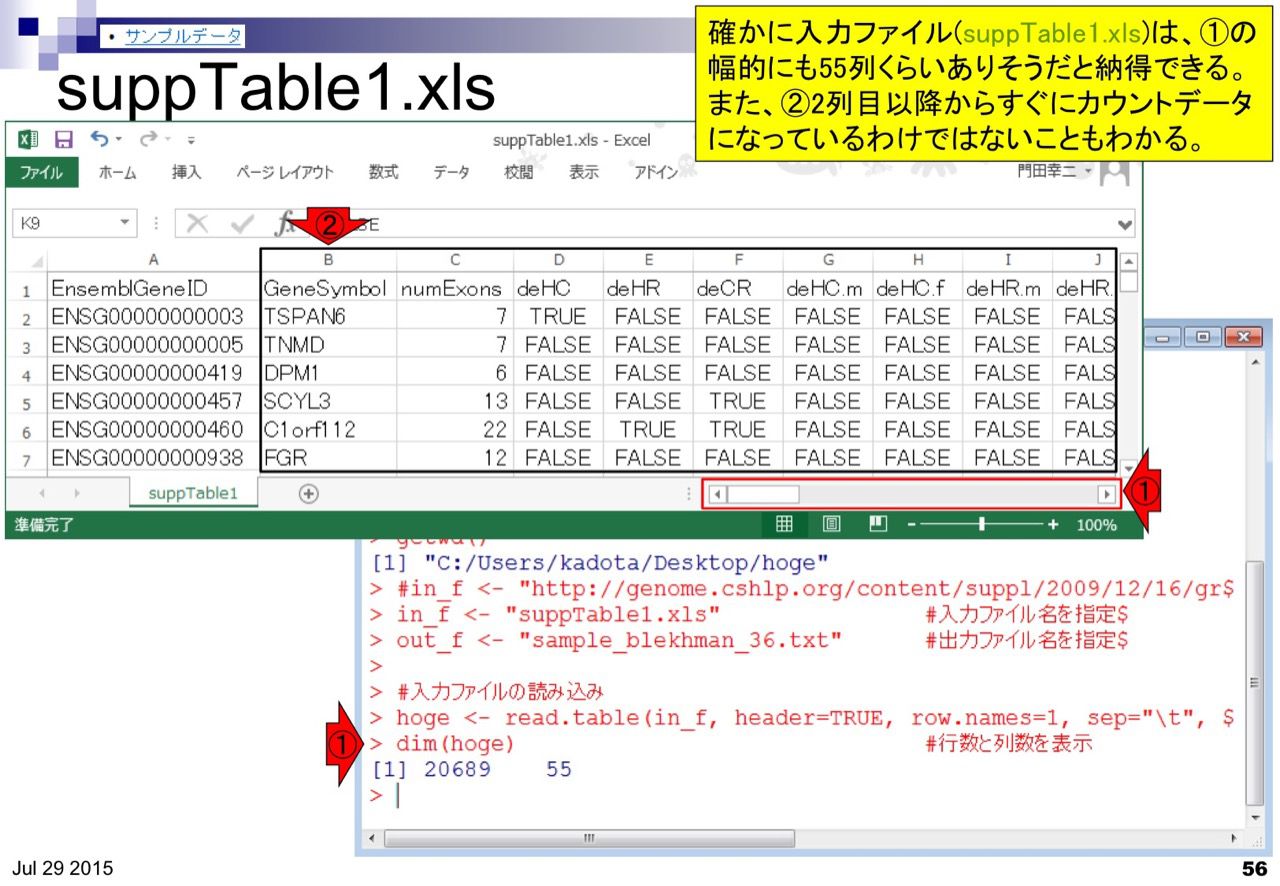 • サンプルデータ
suppTable1.xls
確かに入力ファイル(suppTable1.xls)は、①の
幅的にも55列くらいありそうだと納得できる。
また、②2列目以降からすぐにカウントデータ
になっているわけではないこともわかる。
suppTable1.xls - Excel
ファイル ホーム 挿入 ページ レイアウト 数式 データ 校閲 表示 アドイン 門田幸二
K9 fx ②
A B C D E F G H I J
1 EnsemblGeneID GeneSymbol numExons deHC deHR deCR deHC.m deHC.f deHR.m deHR.
2 ENSG00000000003 TSPAN6 7 TRUE FALSE FALSE FALSE FALSE FALSE FALS
3 ENSG00000000005 TNMD 7 FALSE FALSE FALSE FALSE FALSE FALSE FALS
4 ENSG00000000419 DPM1 6 FALSE FALSE FALSE FALSE FALSE FALSE FALS
5 ENSG00000000457 SCYL3 13 FALSE FALSE TRUE FALSE FALSE FALSE FALS
6 ENSG00000000460 C1orf112 22 FALSE TRUE TRUE FALSE FALSE FALSE FALS
7 ENSG00000000938 FGR 12 FALSE FALSE FALSE FALSE FALSE FALSE FALS
suppTable1 ①
準備完了 100%
> getwd()
[1] "C:/Users/kadota/Desktop/hoge"
> #in_f <- "http://genome.cshlp.org/content/suppl/2009/12/16/gr$
> in_f <- "suppTable1.xls" #入力ファイル名を指定$
> out_f <- "sample_blekhman_36.txt" #出力ファイル名を指定$
>
> #入力ファイルの読み込み
> hoge <- read.table(in_f, header=TRUE, row.names=1, sep="\t", $
① > dim(hoge) #行数と列数を表示
[1] 20689 55
>
Jul 29 2015
56